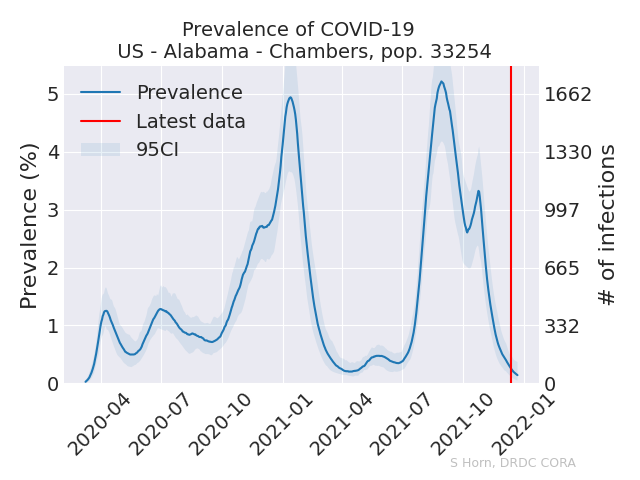 Prevalence of COVID-19
US - Alabama - Chambers, pop. 33254
Prevalence
Latest data
95CI
Prevalence (%)
5
4
3
2
1
0
1662
1330
997
665
332
0
# of infections
2020-04
2020-07
2020-10
2021-01
2021-04
2021-07
2021-10
2022-01
S Horn, DRDC CORA